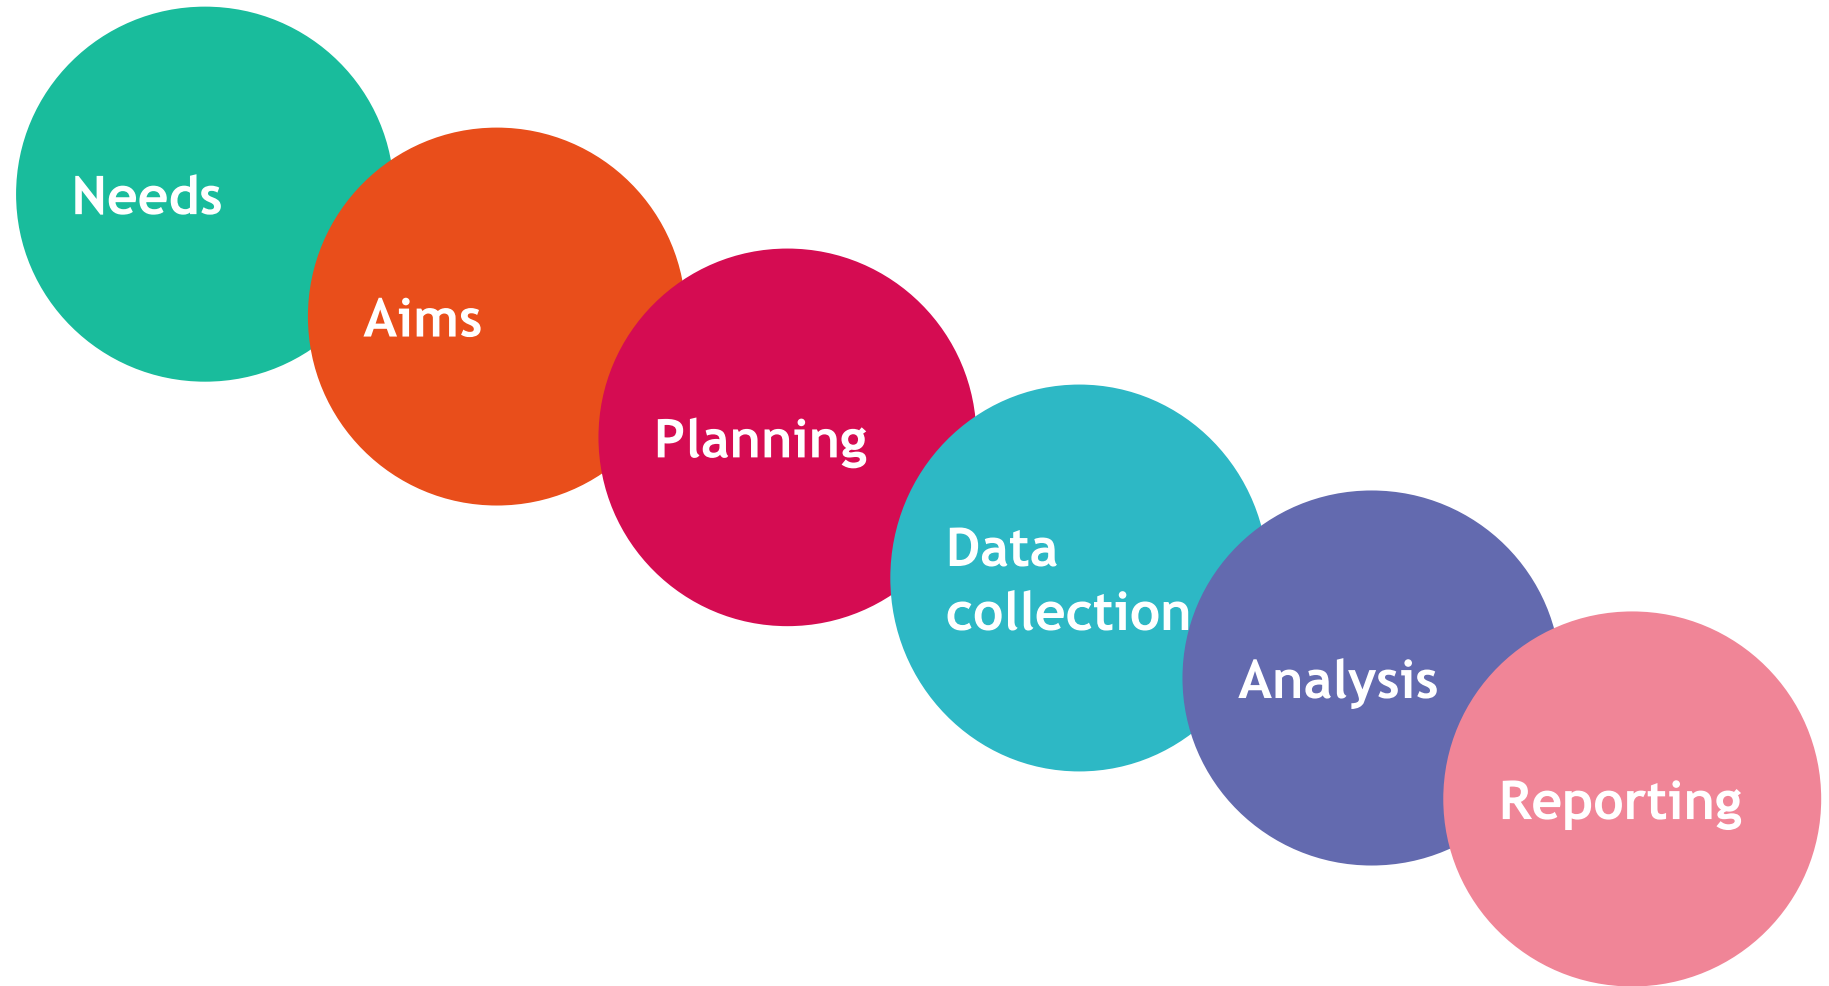 Needs
Aims
Planning
Data
collection
Analysis
Reporting